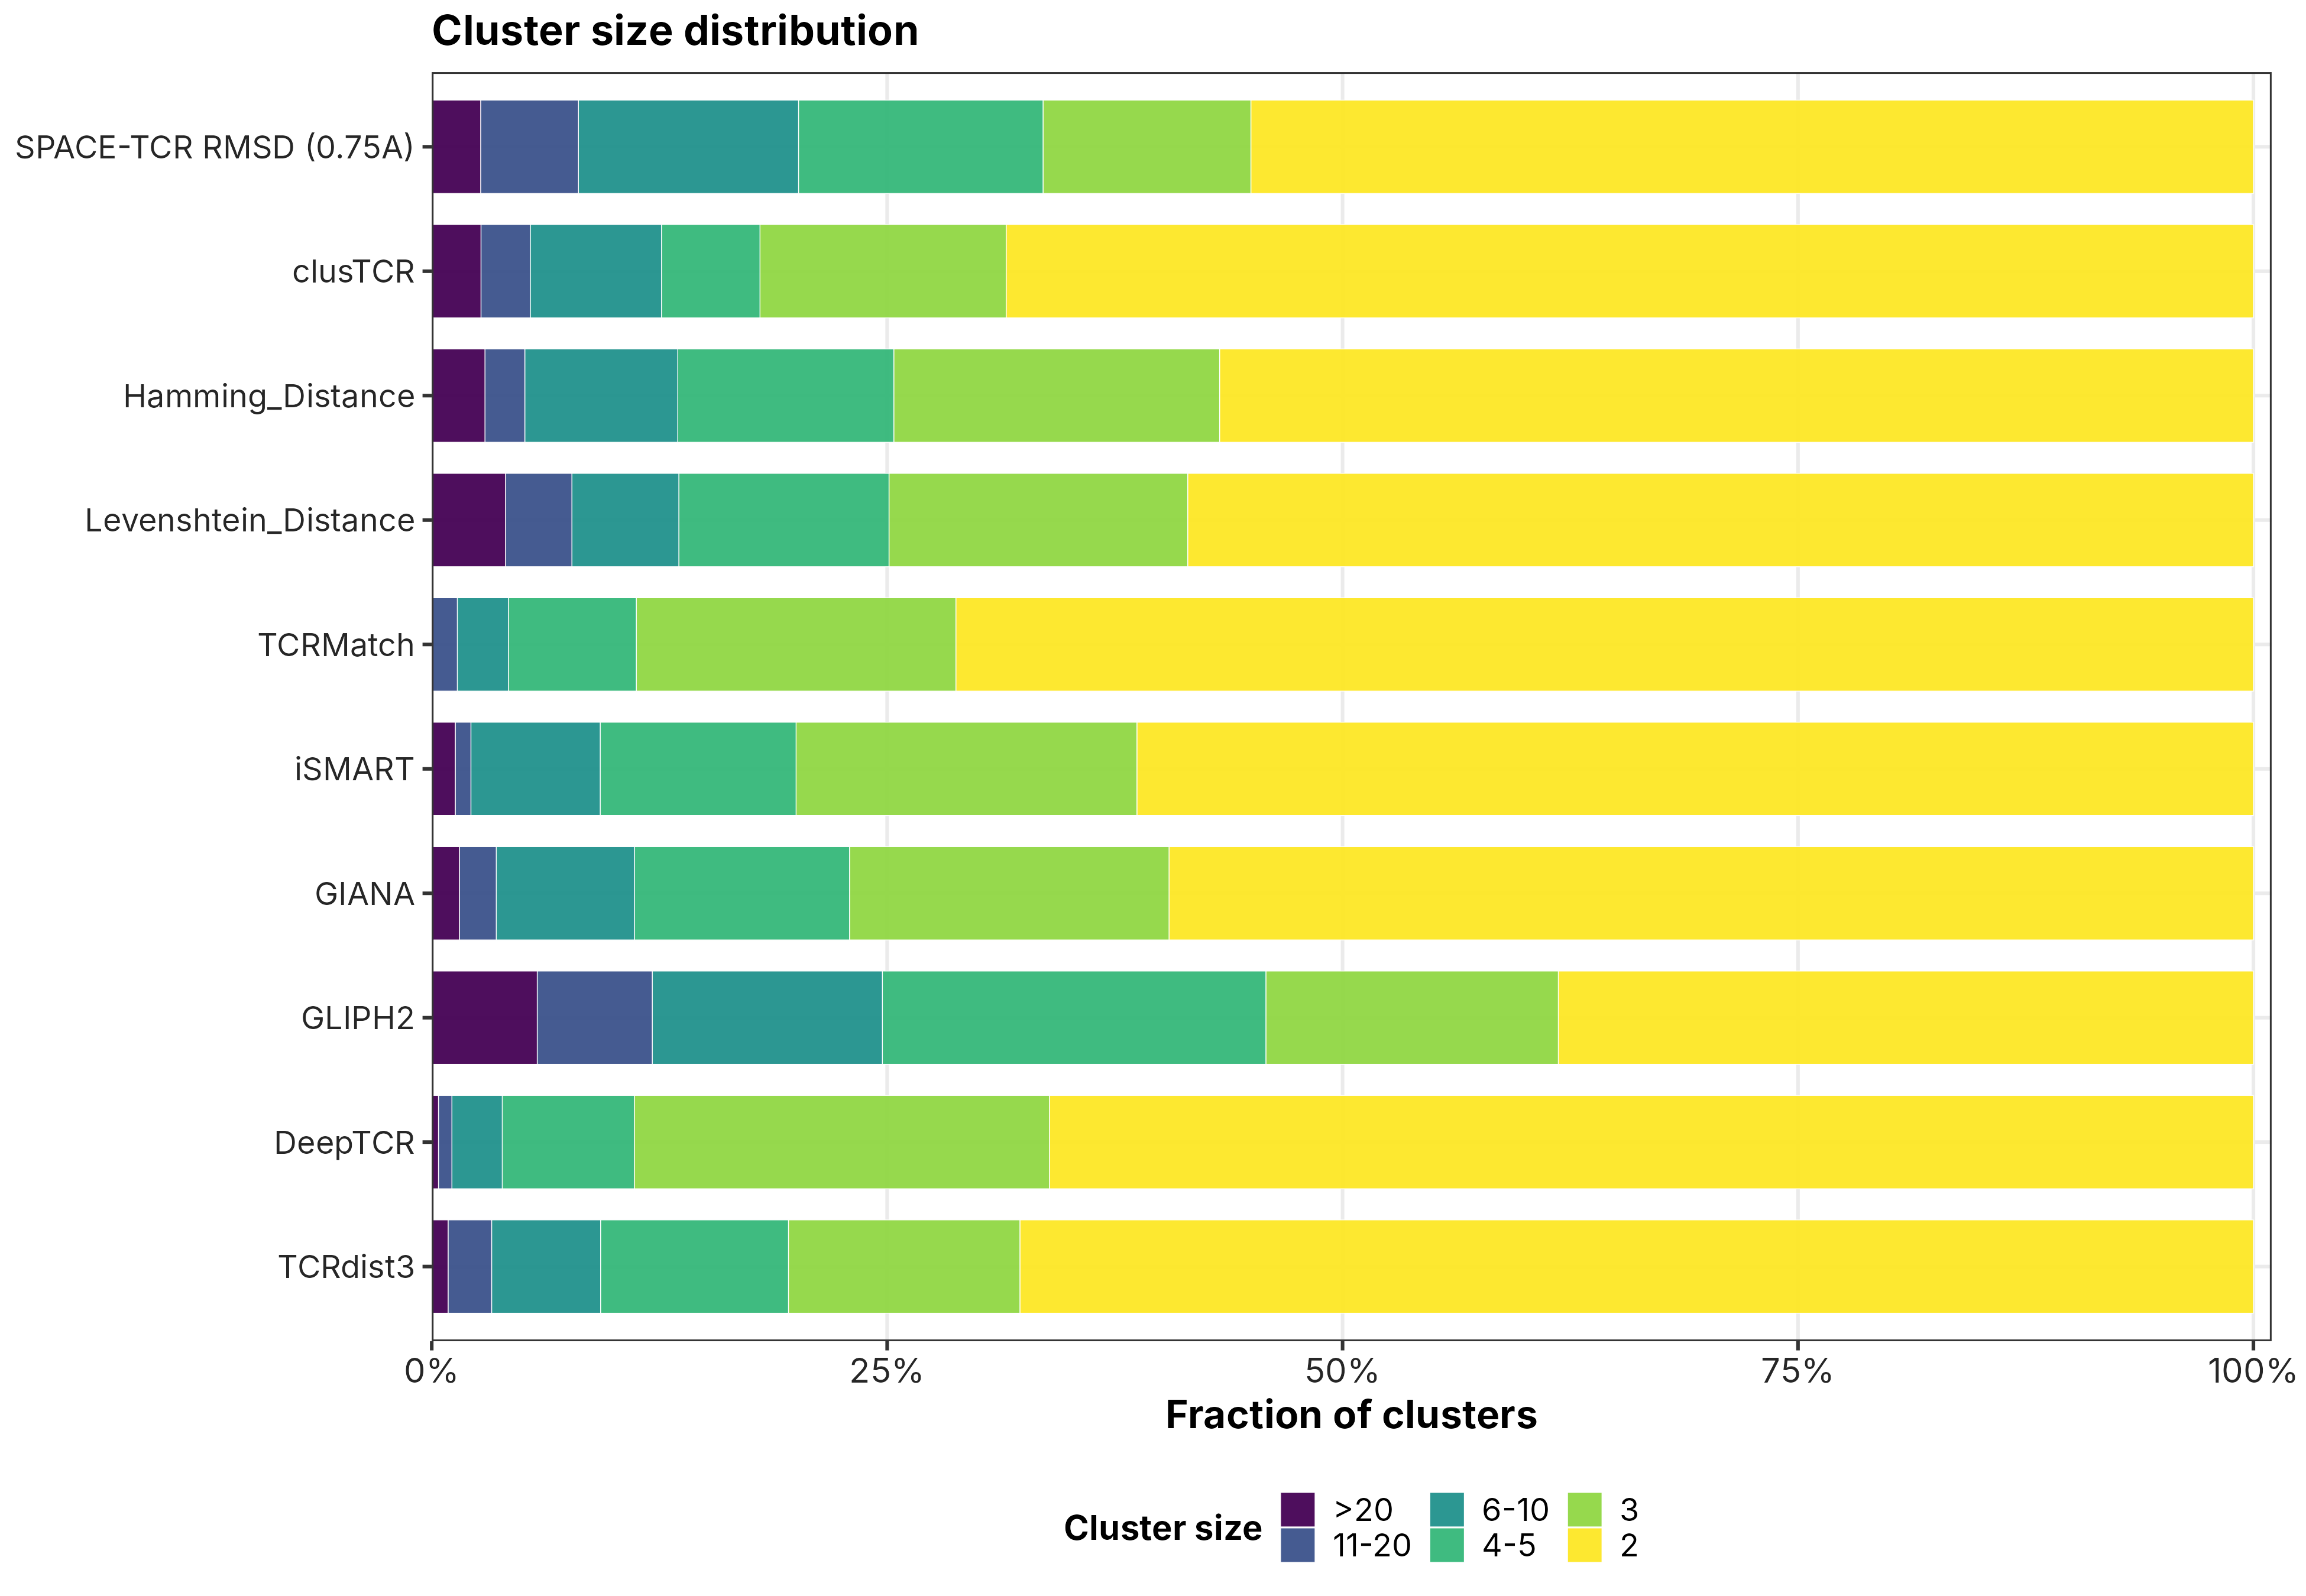 Cluster size distribution
SPACE-TCR RMSD (0.75A)
clusTCR
Hamming_Distance
Levenshtein_Distance
TCRMatch
iSMART
GIANA
GLIPH2
DeepTCR
TCRdist3
0% 25% 50% 75% 100%
Fraction of clusters
Cluster size
>20 6-10 3
11-20 4-5 2